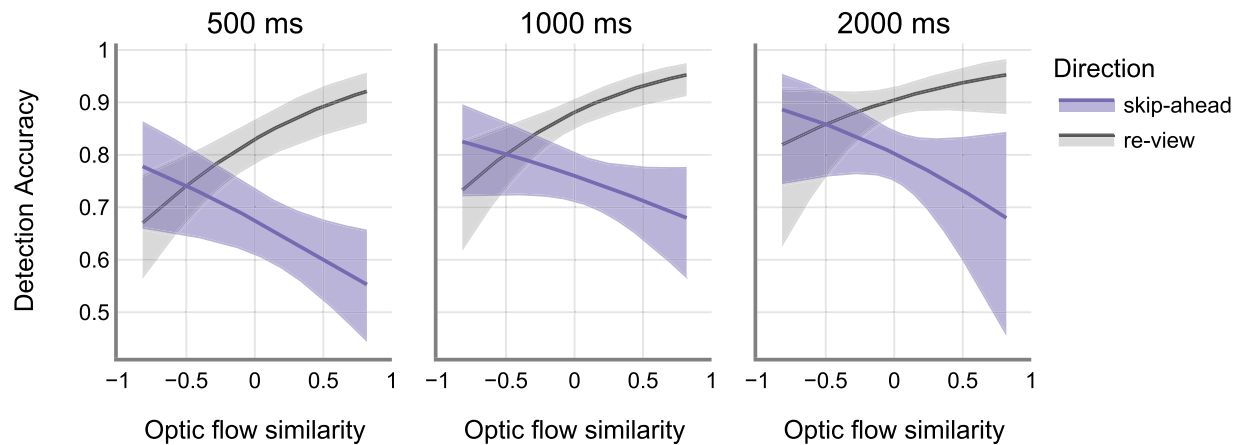 500 ms
1000 ms
2000 ms
Detection Accuracy
1
0.9
0.8
0.7
0.6
0.5
−1
−0.5
0
0.5
1
−1
−0.5
0
0.5
1
−1
−0.5
0
0.5
1
Optic flow similarity
Optic flow similarity
Optic flow similarity
Direction
skip-ahead
re-view